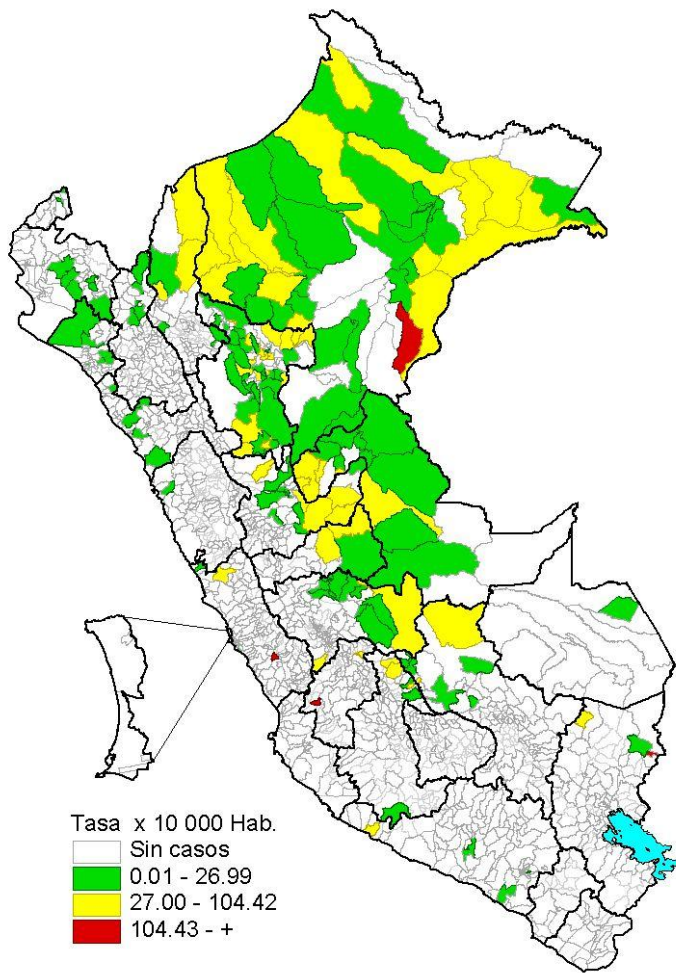 Tasa x 10 000 Hab.
Sin casos
0.01 - 26.99
27.00 - 104.42
104.43 - +